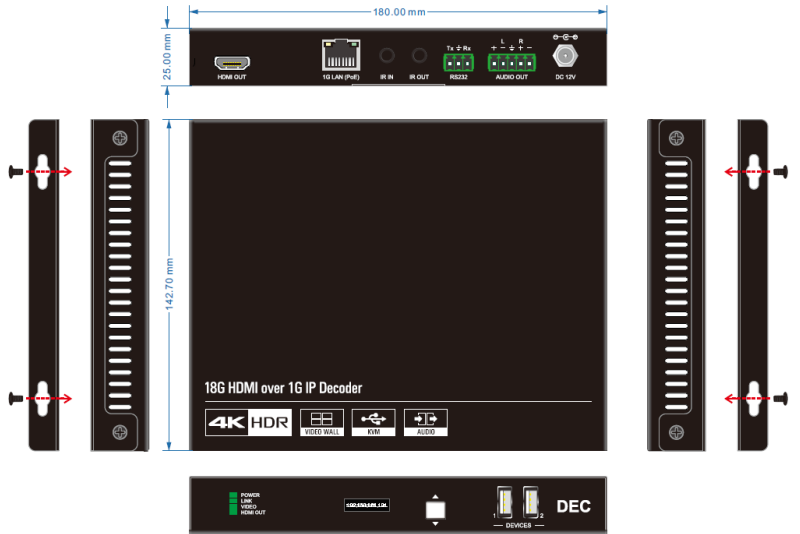 180.00 mm
25.00 mm
L R
Tx Rx
+ − + −
HDMI OUT
1G LAN (PoE)
IR IN
IR OUT
RS232
AUDIO OUT
DC 12V
142.70 mm
18G HDMI over 1G IP Decoder
4K HDR
VIDEO WALL
KVM
AUDIO
POWER
LINK
VIDEO
HDMI OUT
1
2
DEVICES
DEC